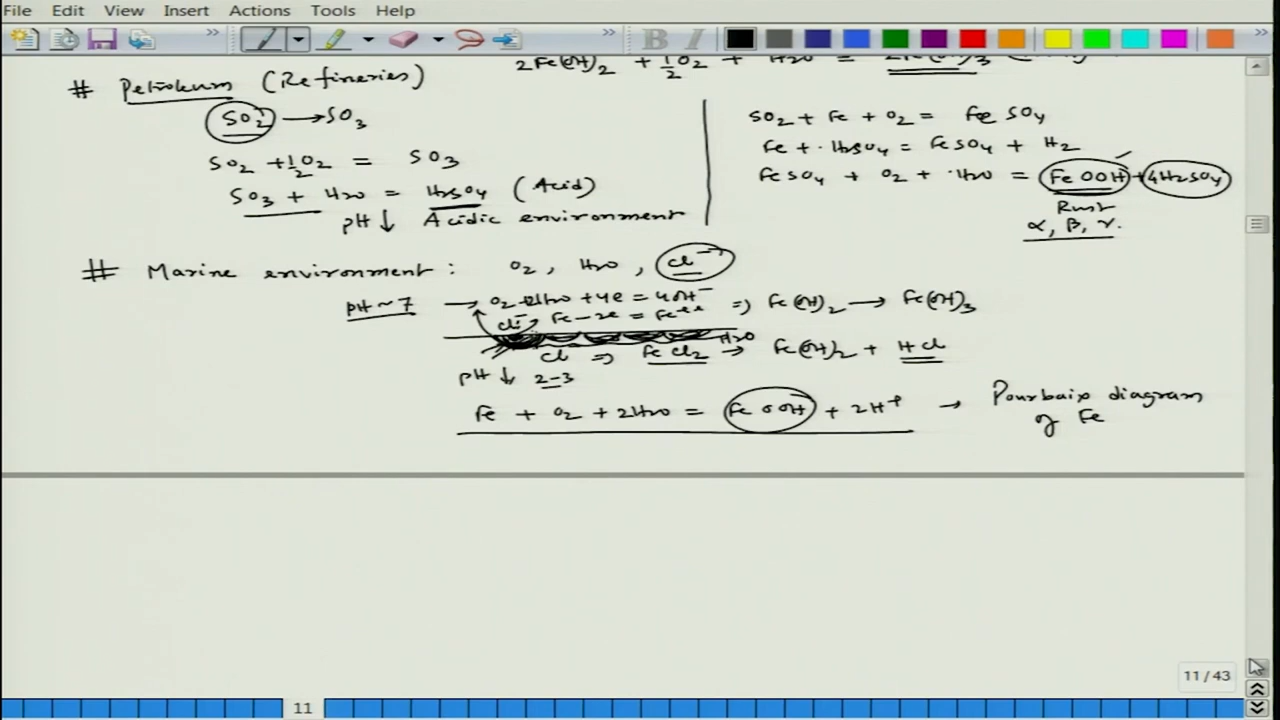 File Edit View Insert Actions Tools Help
B I
2Fe(OH)2 + 1/2 O2 + H2O =
# Petroleum (Refineries)
SO2 → SO3
SO2 + 1/2 O2 = SO3
SO3 + H2O = H2SO4 (Acid)
pH ↓ Acidic environment
SO2 + Fe + O2 = FeSO4
Fe + H2SO4 = FeSO4 + H2
FeSO4 + O2 + H2O = FeOOH + 4H2SO4
Rust
α, β, γ.
# Marine environment : O2, H2O, Cl-
pH ~ 7 → O2 + 2H2O + 4e = 4OH-
Cl- Fe - 2e = Fe++ ⇒ Fe(OH)2 → Fe(OH)3
Cl ⇒ FeCl2 H2O → Fe(OH)2 + HCl
pH ↓ 2-3
Fe + O2 + 2H2O = FeOOH + 2H+ → Pourbaix diagram
of Fe
11 / 43
11